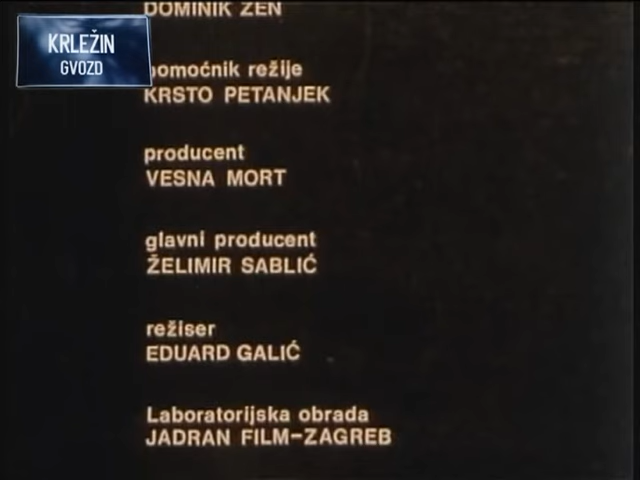 DOMINIK ZEN
KRLEŽIN
GVOZD
pomoćnik režije
KRSTO PETANJEK
producent
VESNA MORT
glavni producent
ŽELIMIR SABLIĆ
režiser
EDUARD GALIĆ
Laboratorijska obrada
JADRAN FILM-ZAGREB